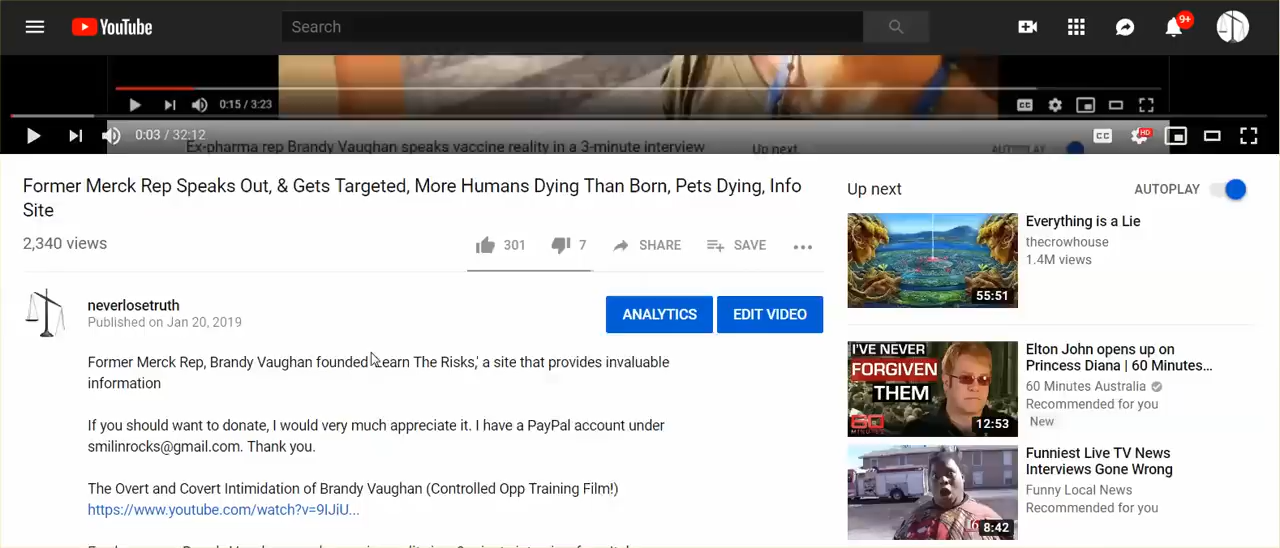 YouTube
Search
9+
0:15 / 3:23
0:03 / 32:12
HD
Ex-pharma rep Brandy Vaughan speaks vaccine reality in a 3-minute interview
Up next
AUTOPLAY
Former Merck Rep Speaks Out, & Gets Targeted, More Humans Dying Than Born, Pets Dying, Info
Site
2,340 views
301
7
SHARE
SAVE
neverlosetruth
Published on Jan 20, 2019
ANALYTICS
EDIT VIDEO
Former Merck Rep, Brandy Vaughan founded 'Learn The Risks,' a site that provides invaluable
information
If you should want to donate, I would very much appreciate it. I have a PayPal account under
smilinrocks@gmail.com. Thank you.
The Overt and Covert Intimidation of Brandy Vaughan (Controlled Opp Training Film!)
https://www.youtube.com/watch?v=9IJiU...
Up next
AUTOPLAY
Everything is a Lie
thecrowhouse
1.4M views
55:51
I'VE NEVER
FORGIVEN
THEM
60
MINUTES
12:53
Elton John opens up on
Princess Diana | 60 Minutes...
60 Minutes Australia
Recommended for you
New
Funniest Live TV News
Interviews Gone Wrong
Funny Local News
Recommended for you
8:42